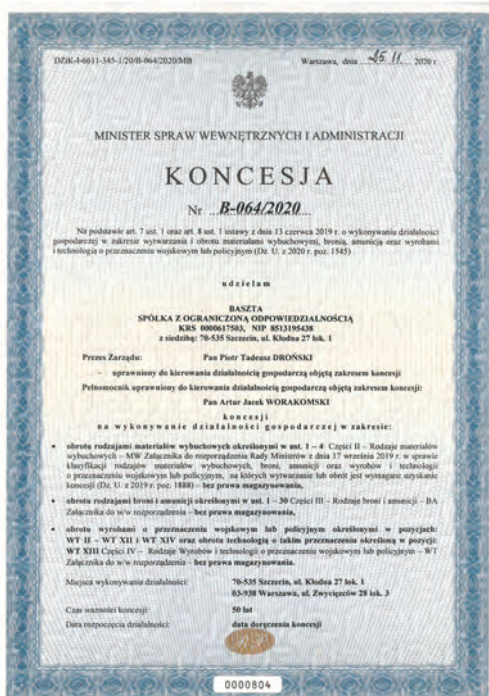 DZiK-I-6611-345-1/20/B-064/2020/MB
Warszawa, dnia 25 11 2020 r.
MINISTER SPRAW WEWNĘTRZNYCH I ADMINISTRACJI
KONCESJA
Nr ...B-064/2020...
Na podstawie art. 7 ust. 1 oraz art. 8 ust. 1 ustawy z dnia 13 czerwca 2019 r. o wykonywaniu działalności
gospodarczej w zakresie wytwarzania i obrotu materiałami wybuchowymi, bronią, amunicją oraz wyrobami
i technologią o przeznaczeniu wojskowym lub policyjnym (Dz. U. z 2020 r. poz. 1545)
udzielam
BASZTA
SPÓŁKA Z OGRANICZONĄ ODPOWIEDZIALNOŚCIĄ
KRS 0000617503, NIP 8513195438
z siedzibą: 70-535 Szczecin, ul. Kłodna 27 lok. 1
Prezes Zarządu: Pan Piotr Tadeusz DROŃSKI
- uprawniony do kierowania działalnością gospodarczą objętą zakresem koncesji
Pełnomocnik uprawniony do kierowania działalnością gospodarczą objętą zakresem koncesji:
Pan Artur Jacek WORAKOMSKI
koncesji
na wykonywanie działalności gospodarczej w zakresie:
• obrotu rodzajami materiałów wybuchowych określonymi w ust. 1 – 4 Części II – Rodzaje materiałów
wybuchowych – MW Załącznika do rozporządzenia Rady Ministrów z dnia 17 września 2019 r. w sprawie
klasyfikacji rodzajów materiałów wybuchowych, broni, amunicji oraz wyrobów i technologii
o przeznaczeniu wojskowym lub policyjnym, na których wytwarzanie lub obrót jest wymagane uzyskanie
koncesji (Dz. U. z 2019 r. poz. 1888) – bez prawa magazynowania,
• obrotu rodzajami broni i amunicji określonymi w ust. 1 – 30 Części III – Rodzaje broni i amunicji – BA
Załącznika do w/w rozporządzenia – bez prawa magazynowania,
• obrotu wyrobami o przeznaczeniu wojskowym lub policyjnym określonymi w pozycjach:
WT II – WT XII i WT XIV oraz obrotu technologią o takim przeznaczeniu określoną w pozycji:
WT XIII Części IV – Rodzaje Wyrobów i technologii o przeznaczeniu wojskowym lub policyjnym – WT
Załącznika do w/w rozporządzenia – bez prawa magazynowania.
Miejsca wykonywania działalności: 70-535 Szczecin, ul. Kłodna 27 lok. 1
03-938 Warszawa, ul. Zwycięzców 28 lok. 3
Czas ważności koncesji: 50 lat
Data rozpoczęcia działalności: data doręczenia koncesji
0000804